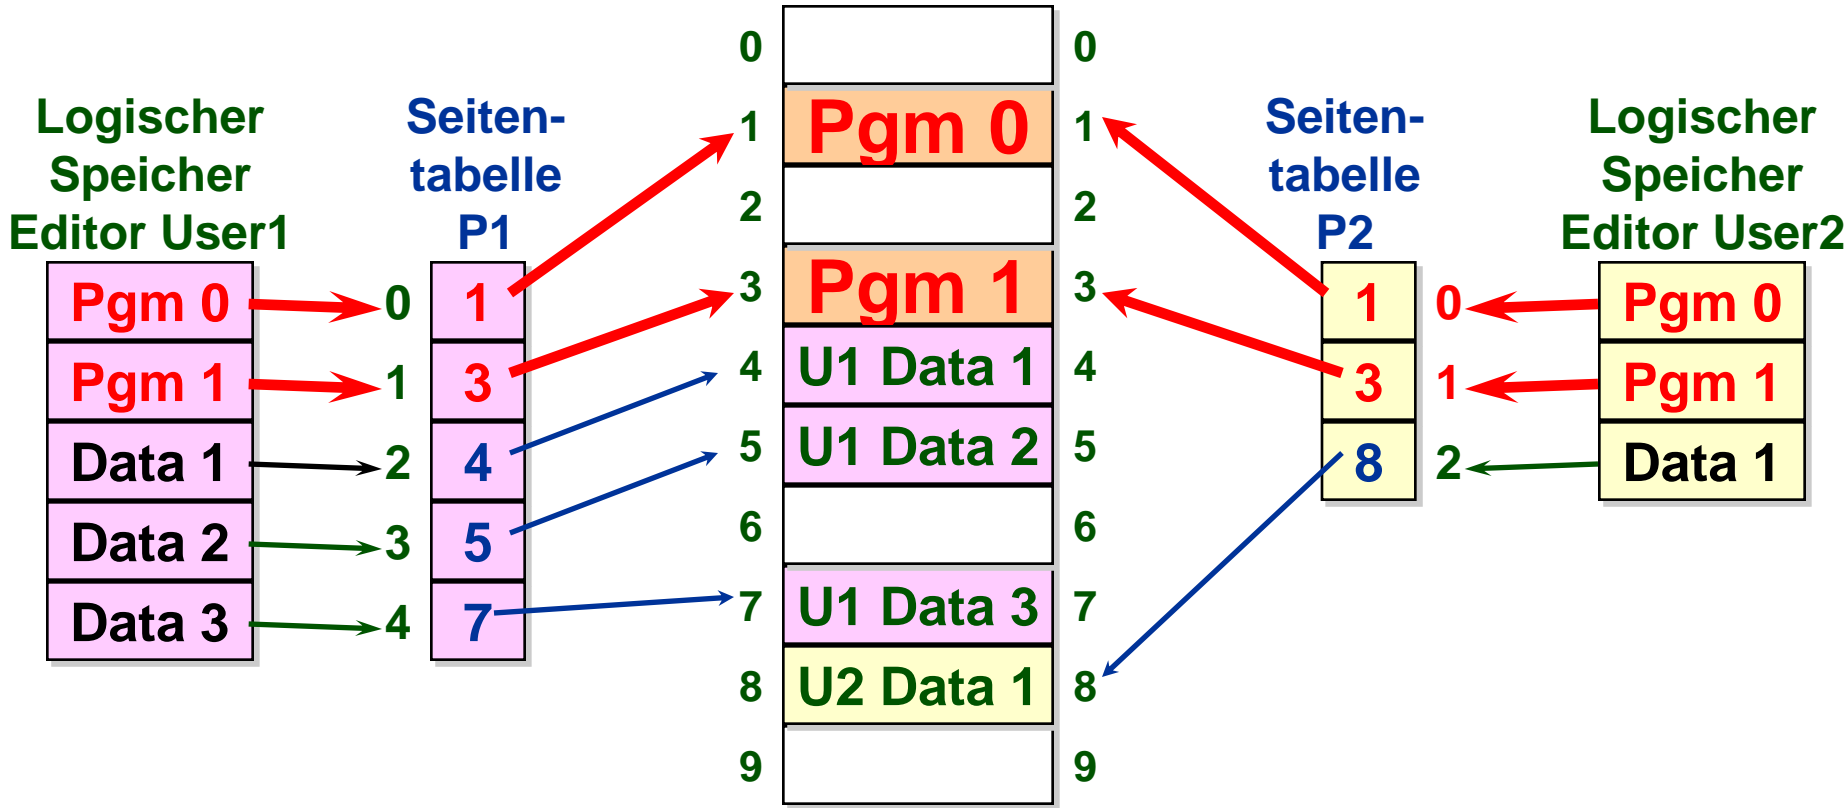 Logischer
Speicher
Editor User1
Pgm 0
Pgm 1
Data 1
Data 2
Data 3
Seiten-
tabelle
P1
0 1
1 3
2 4
3 5
4 7
0 0
1 Pgm 0 1
2 2
3 Pgm 1 3
4 U1 Data 1 4
5 U1 Data 2 5
6 6
7 U1 Data 3 7
8 U2 Data 1 8
9 9
Seiten-
tabelle
P2
1 0
3 1
8 2
Logischer
Speicher
Editor User2
Pgm 0
Pgm 1
Data 1